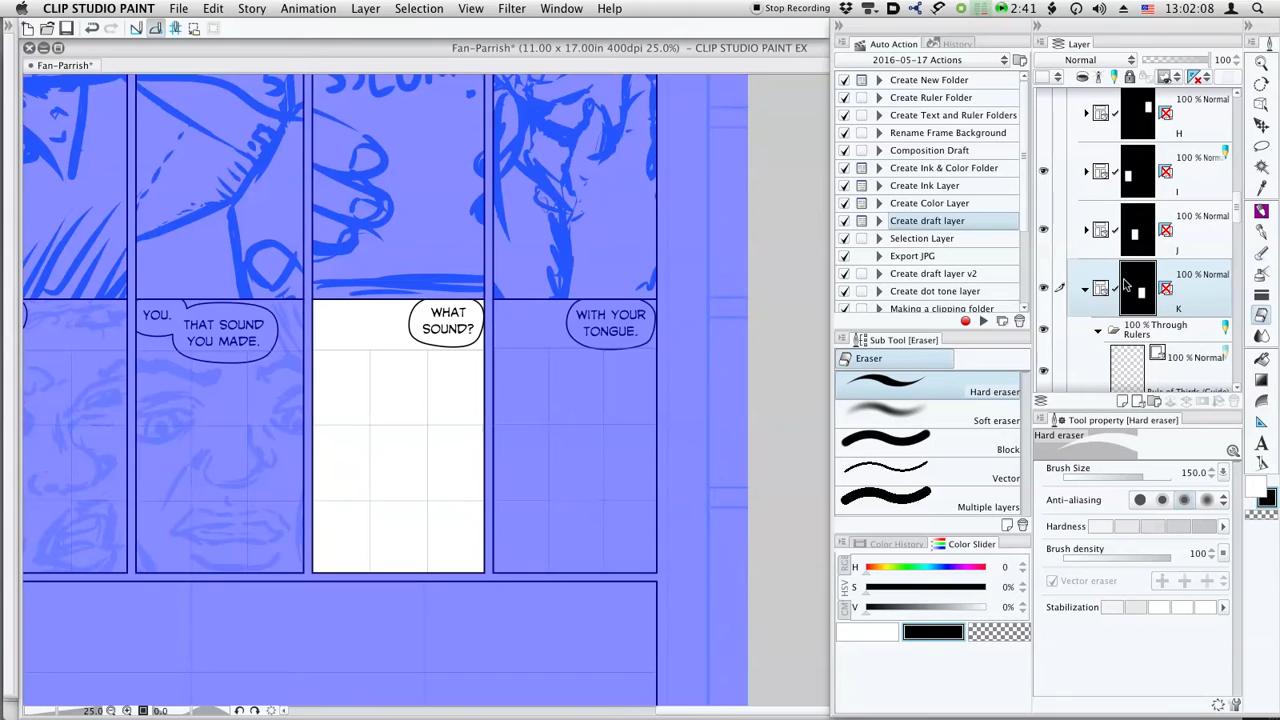 CLIP STUDIO PAINT File Edit Story Animation Layer Selection View Filter Window Help Stop Recording 2:41 13:02:08
Fan-Parrish* (11.00 x 17.00in 400dpi 25.0%) - CLIP STUDIO PAINT EX
Fan-Parrish*
YOU.
THAT SOUND
YOU MADE.
WHAT
SOUND?
WITH YOUR
TONGUE.
25.0
0.0
Auto Action History
2016-05-17 Actions
Create New Folder
Create Ruler Folder
Create Text and Ruler Folders
Rename Frame Background
Composition Draft
Create Ink & Color Folder
Create Ink Layer
Create Color Layer
Create draft layer
Selection Layer
Export JPG
Create draft layer v2
Create dot tone layer
Making a clipping folder
Sub Tool [Eraser]
Eraser
Hard eraser
Soft eraser
Block
Vector
Multiple layers
Color History Color Slider
RGB
HSV
CM
H 0
S 0%
V 0%
Layer
Normal 100
100 % Normal
H
100 % Norm
I
100 % Normal
J
100 % Normal
K
100 % Through
Rulers
100 % Normal
Tool property [Hard eraser]
Hard eraser
Brush Size 150.0
Anti-aliasing
Hardness
Brush density 100
Vector eraser
Stabilization